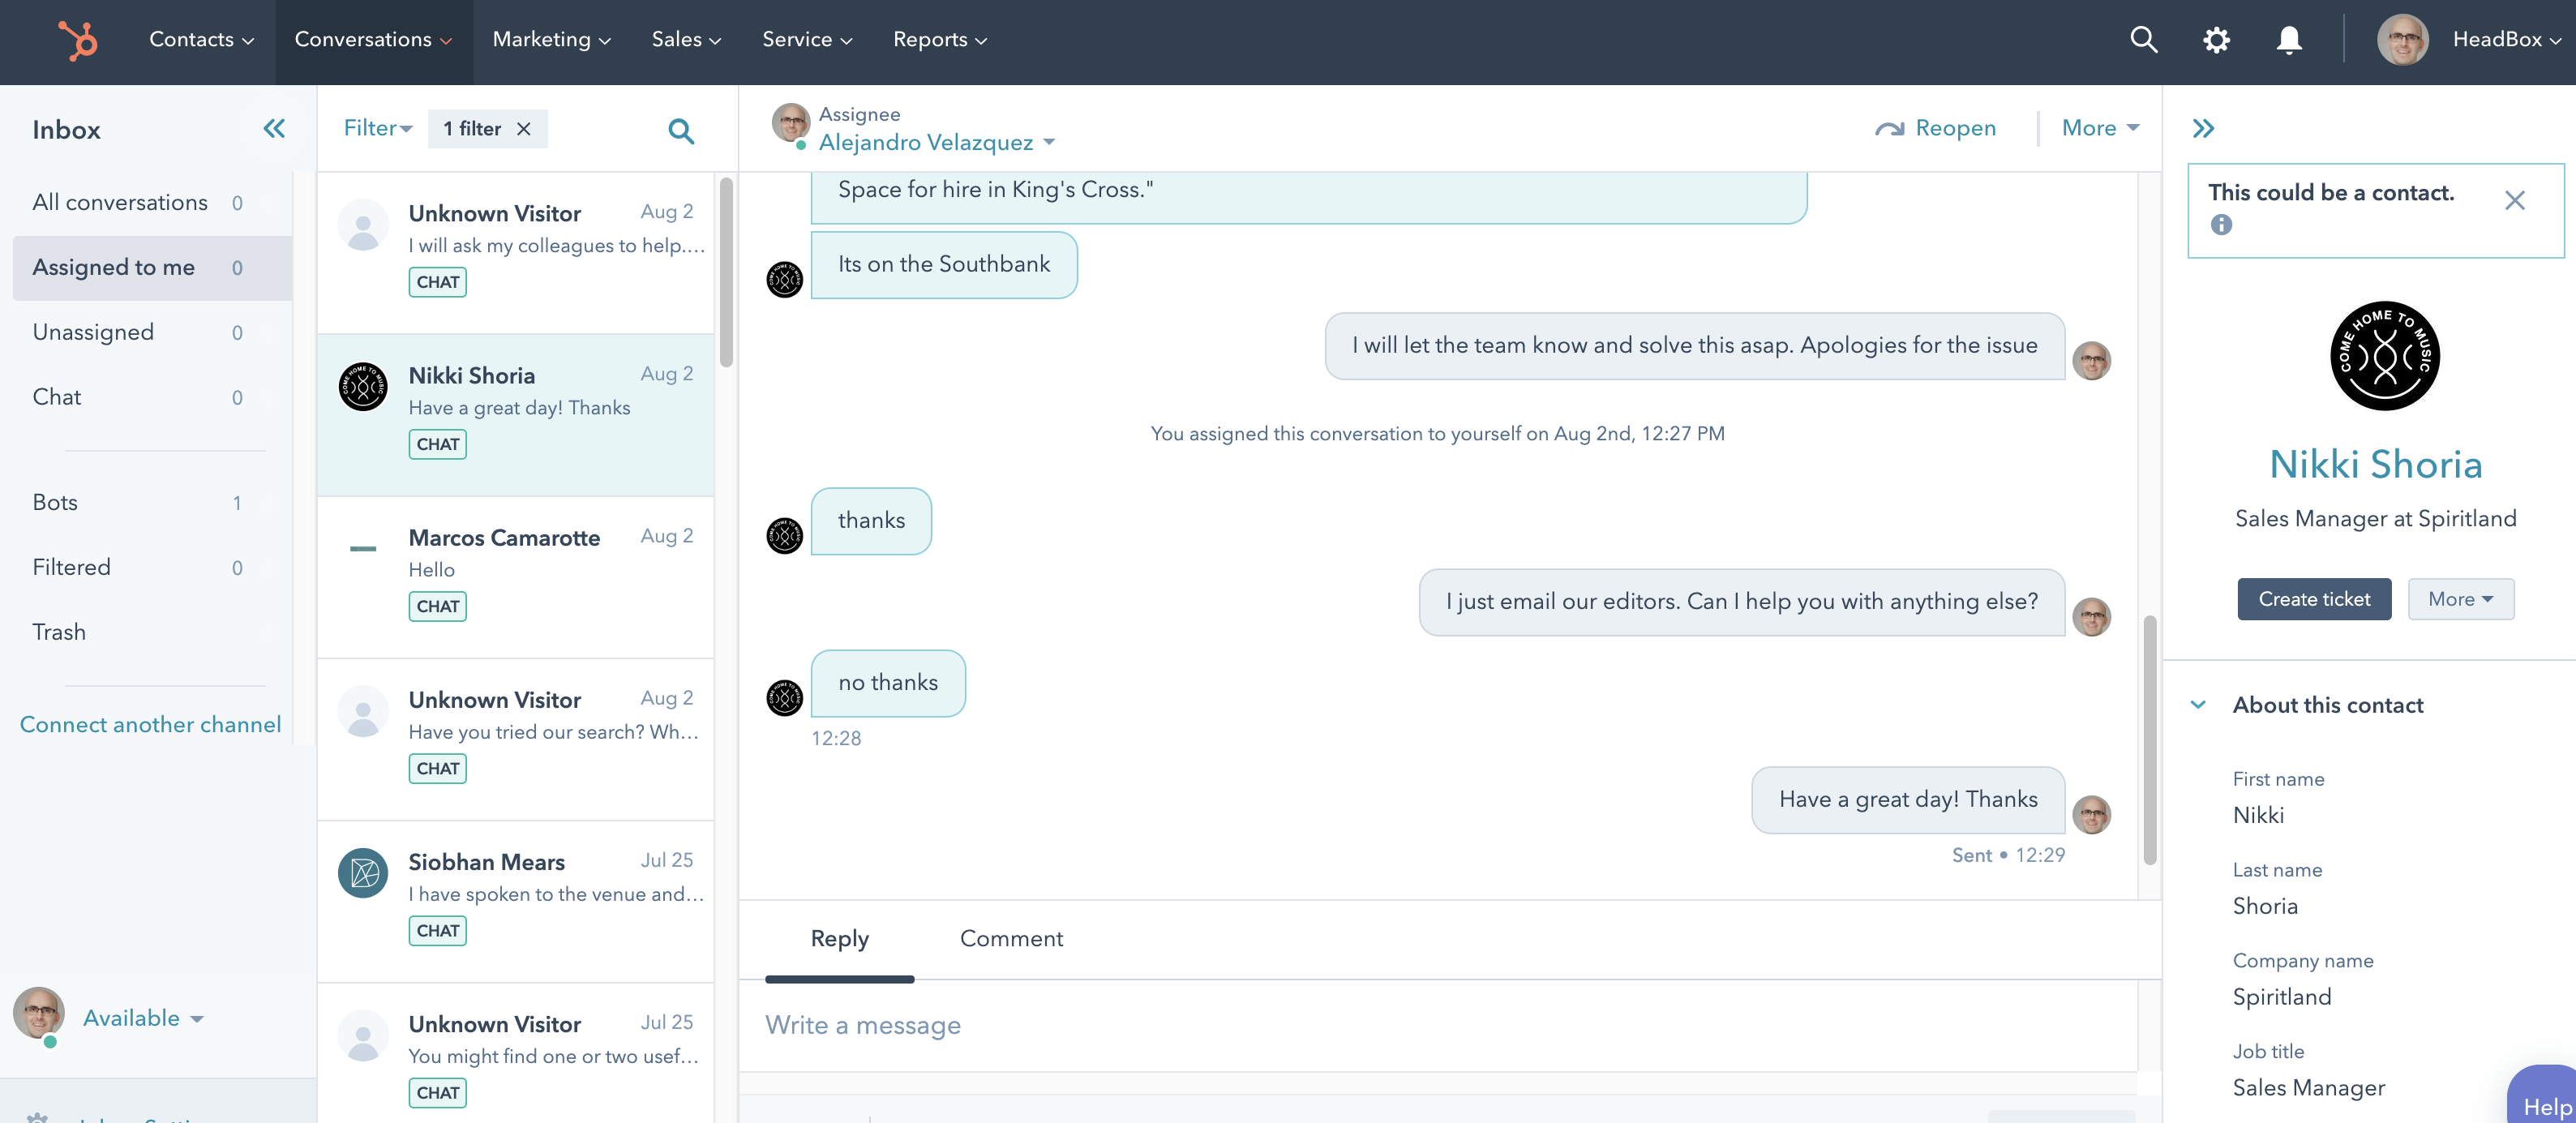 Contacts
Conversations
Marketing
Sales
Service
Reports
HeadBox
Inbox
All conversations 0
Assigned to me 0
Unassigned 0
Chat 0
Bots 1
Filtered 0
Trash
Connect another channel
Available
Filter
1 filter
Unknown Visitor Aug 2
I will ask my colleagues to help....
CHAT
Nikki Shoria Aug 2
Have a great day! Thanks
CHAT
Marcos Camarotte Aug 2
Hello
CHAT
Unknown Visitor Aug 2
Have you tried our search? Wh...
CHAT
Siobhan Mears Jul 25
I have spoken to the venue and...
CHAT
Unknown Visitor Jul 25
You might find one or two usef...
CHAT
Assignee
Alejandro Velazquez
Reopen
More
Space for hire in King's Cross."
Its on the Southbank
I will let the team know and solve this asap. Apologies for the issue
You assigned this conversation to yourself on Aug 2nd, 12:27 PM
thanks
I just email our editors. Can I help you with anything else?
no thanks
12:28
Have a great day! Thanks
Sent • 12:29
Reply
Comment
Write a message
This could be a contact.
COME HOME TO MUSIC
Nikki Shoria
Sales Manager at Spiritland
Create ticket
More
About this contact
First name
Nikki
Last name
Shoria
Company name
Spiritland
Job title
Sales Manager
Help